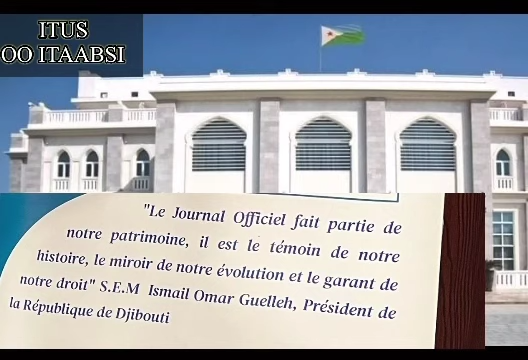 ITUS
OO ITAABSI
"Le Journal Officiel fait partie de
notre patrimoine, il est le témoin de notre
histoire, le miroir de notre évolution et le garant de
notre droit" S.E.M Ismail Omar Guelleh, Président de
la République de Djibouti